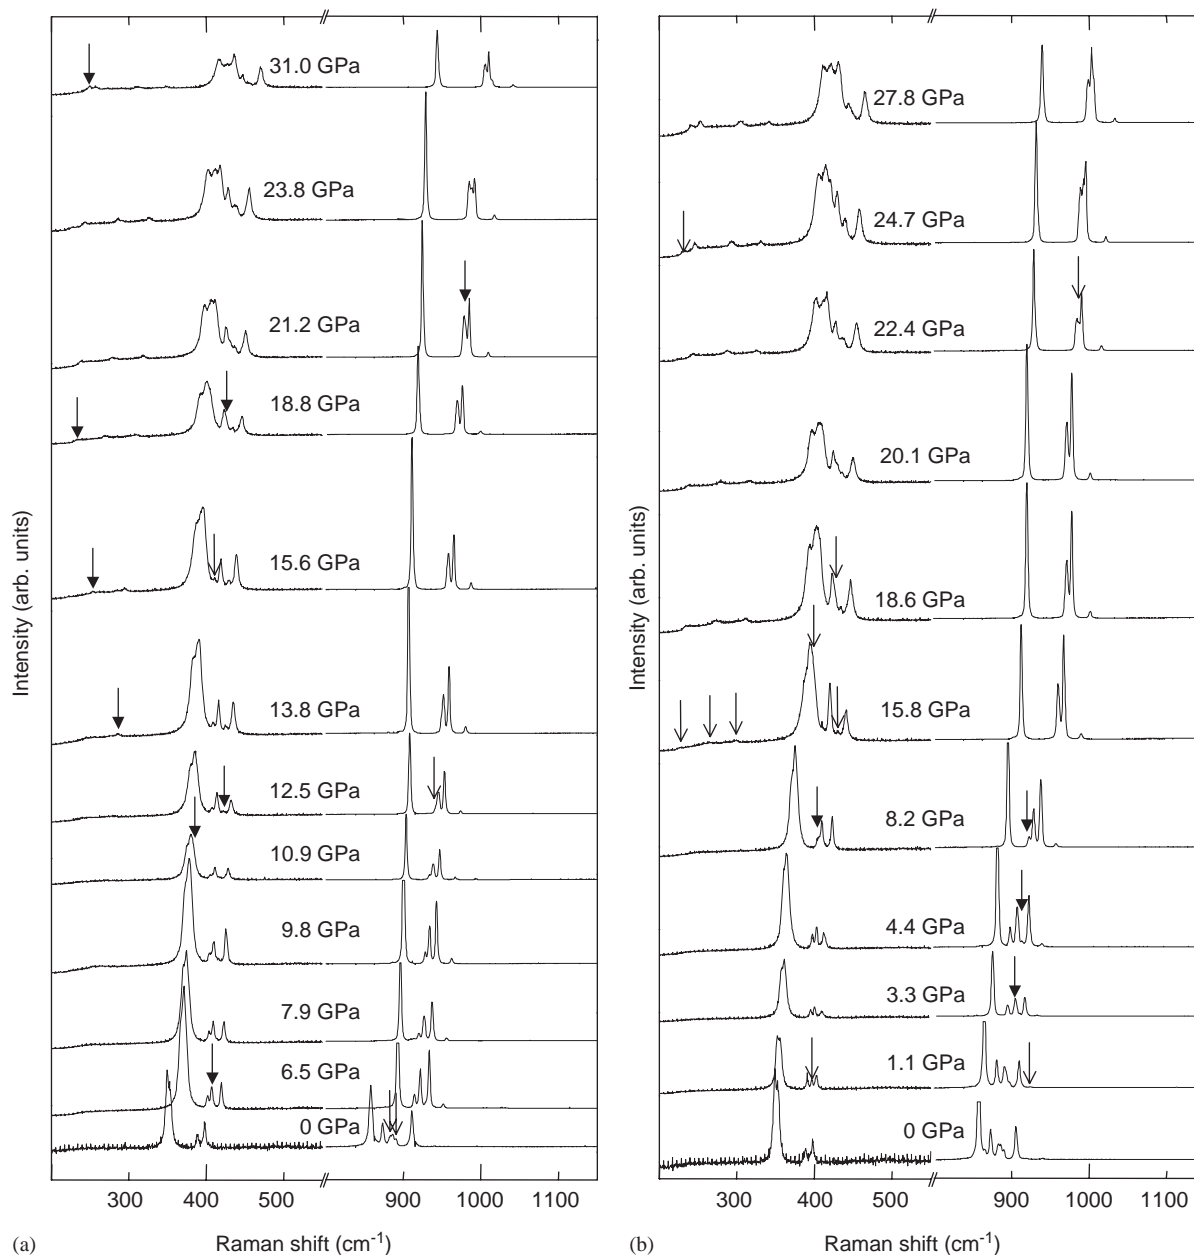 Intensity (arb. units)
31.0 GPa
23.8 GPa
21.2 GPa
18.8 GPa
15.6 GPa
13.8 GPa
12.5 GPa
10.9 GPa
9.8 GPa
7.9 GPa
6.5 GPa
0 GPa
200 300 400 500 900 1000 1100
(a) Raman shift (cm⁻¹)
Intensity (arb. units)
27.8 GPa
24.7 GPa
22.4 GPa
20.1 GPa
18.6 GPa
15.8 GPa
8.2 GPa
4.4 GPa
3.3 GPa
1.1 GPa
0 GPa
200 300 400 500 900 1000 1100
(b) Raman shift (cm⁻¹)